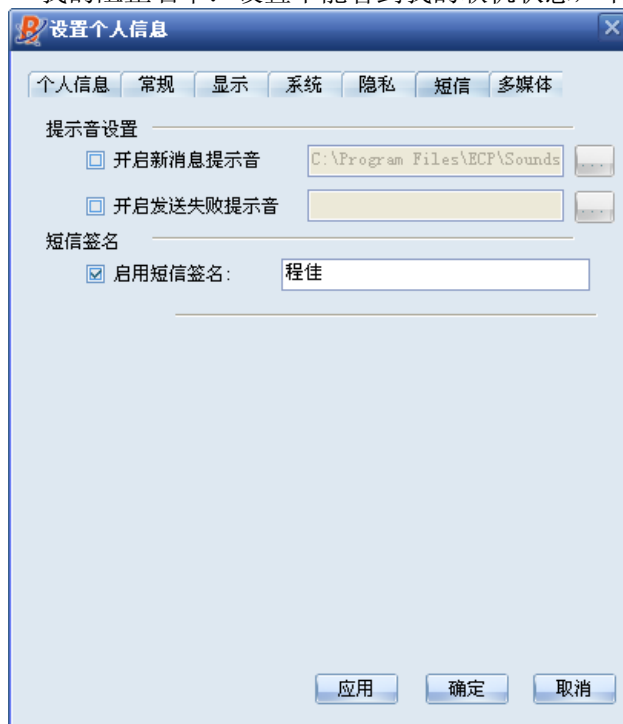 设置个人信息
个人信息 常规 显示 系统 隐私 短信 多媒体
提示音设置
开启新消息提示音 C:\Program Files\ECP\Sounds ...
开启发送失败提示音 ...
短信签名
启用短信签名: 程佳
应用 确定 取消